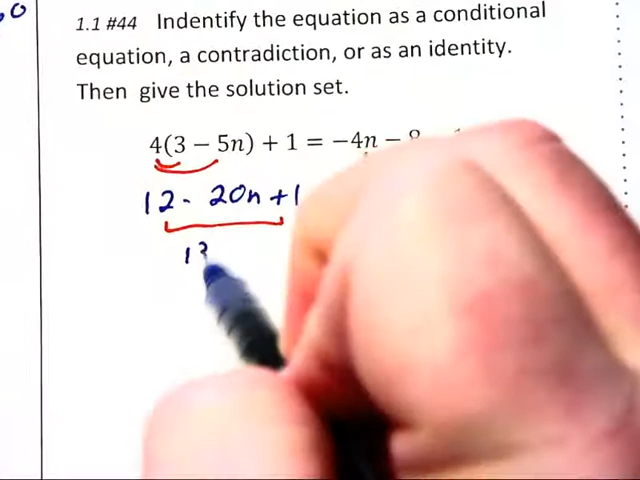 1.1 #44 Indentify the equation as a conditional
equation, a contradiction, or as an identity.
Then give the solution set.
4(3 − 5n) + 1 = −4n −
12 - 20n + 1
13